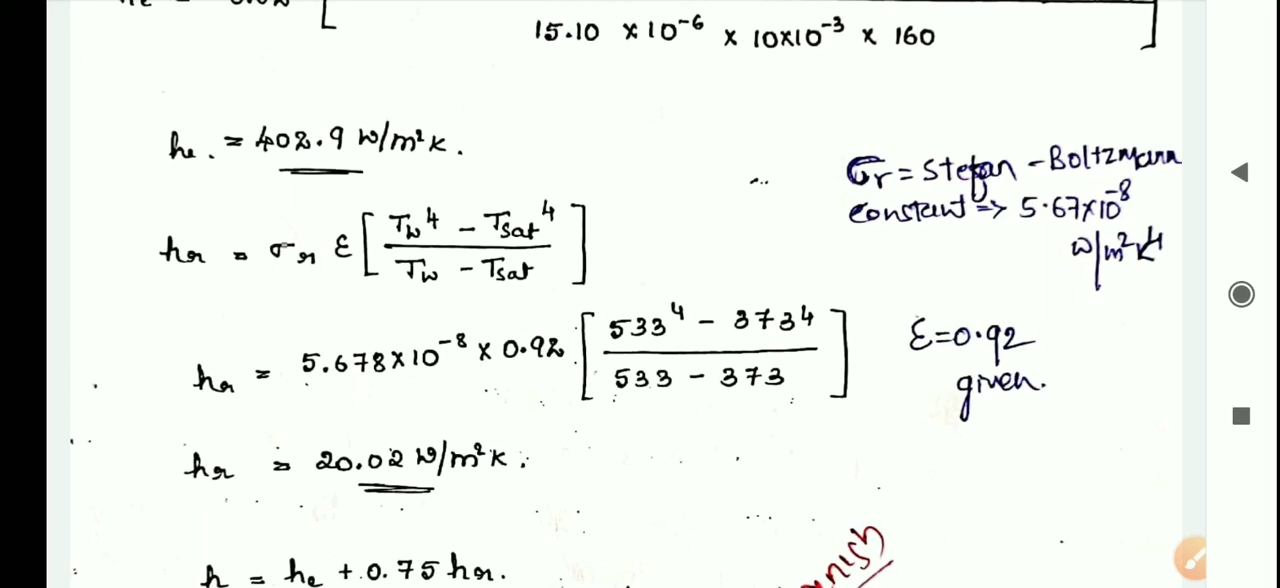 15.10 × 10⁻⁶ × 10×10⁻³ × 160
hc. = 402.9 W/m²K.
σr = Stefan - Boltzmann
constant => 5.67×10⁻⁸
W/m²K⁴
hr = σr ε [ (Tw⁴ - Tsat⁴) / (Tw - Tsat) ]
hr = 5.678×10⁻⁸ × 0.92 [ (533⁴ - 373⁴) / (533 - 373) ]
ε=0.92
given.
hr = 20.02 W/m²K.
h = hc + 0.75 hr.